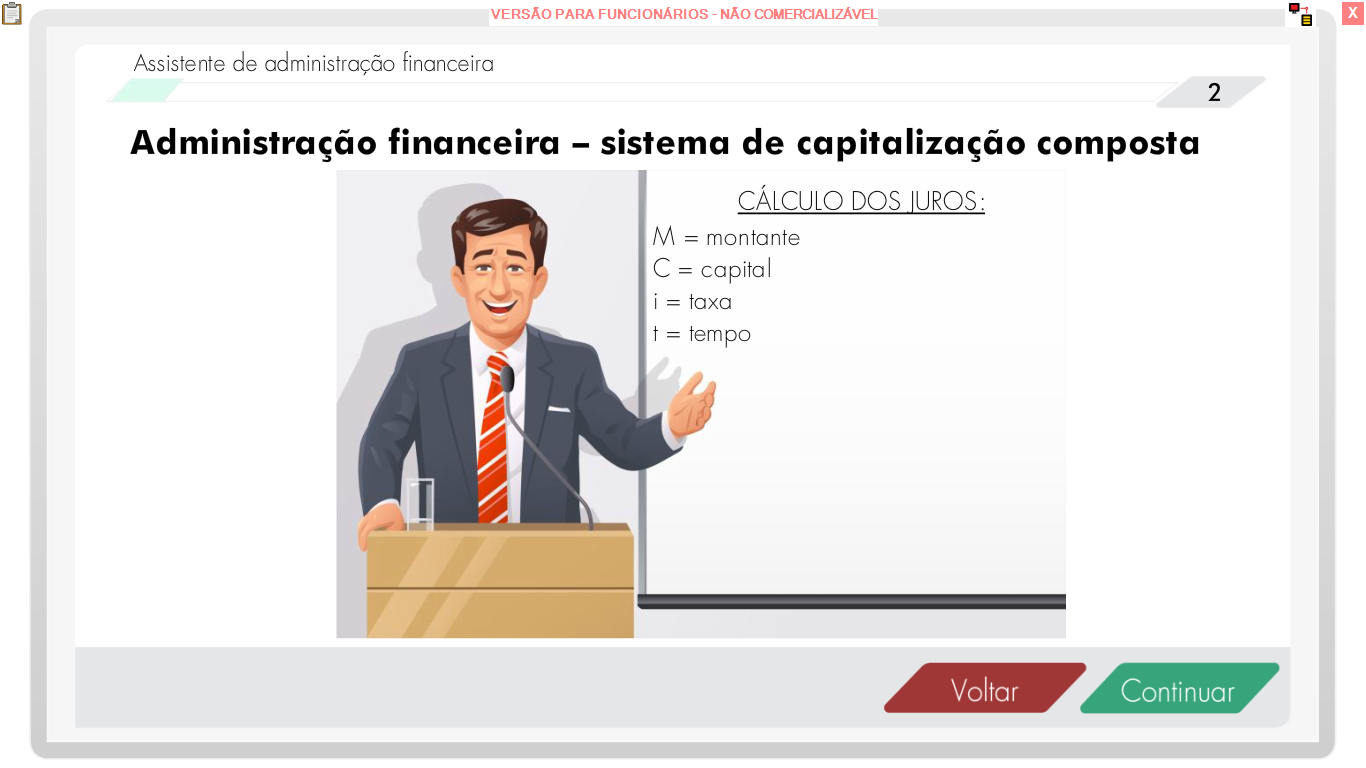 VERSÃO PARA FUNCIONÁRIOS - NÃO COMERCIALIZÁVEL
X
Assistente de administração financeira
2
Administração financeira – sistema de capitalização composta
CÁLCULO DOS JUROS:
M = montante
C = capital
i = taxa
t = tempo
Voltar
Continuar